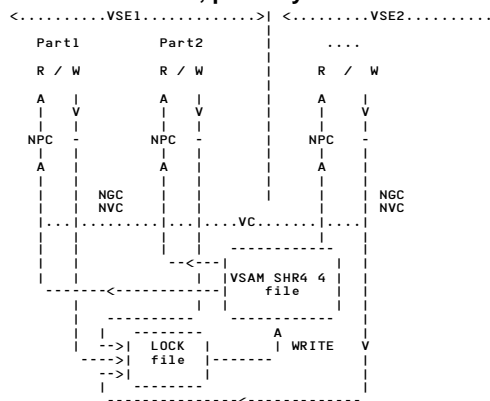 <..........VSE1.............>| <..........VSE2..........
Part1 Part2 | ....
R / W R / W | R / W
A | A | | A |
| V | V | | V
NPC - NPC - | NPC -
A | A | | A |
| | NGC | | | | | NGC
| | NVC | | | | NVC
|...|.........|...|....VC...|.......|....|
--<---|
|VSAM SHR4 4 |
-------<-------------| file |
| | -------- A |
| -->| LOCK | | WRITE V
---->| file |-------
-->| |